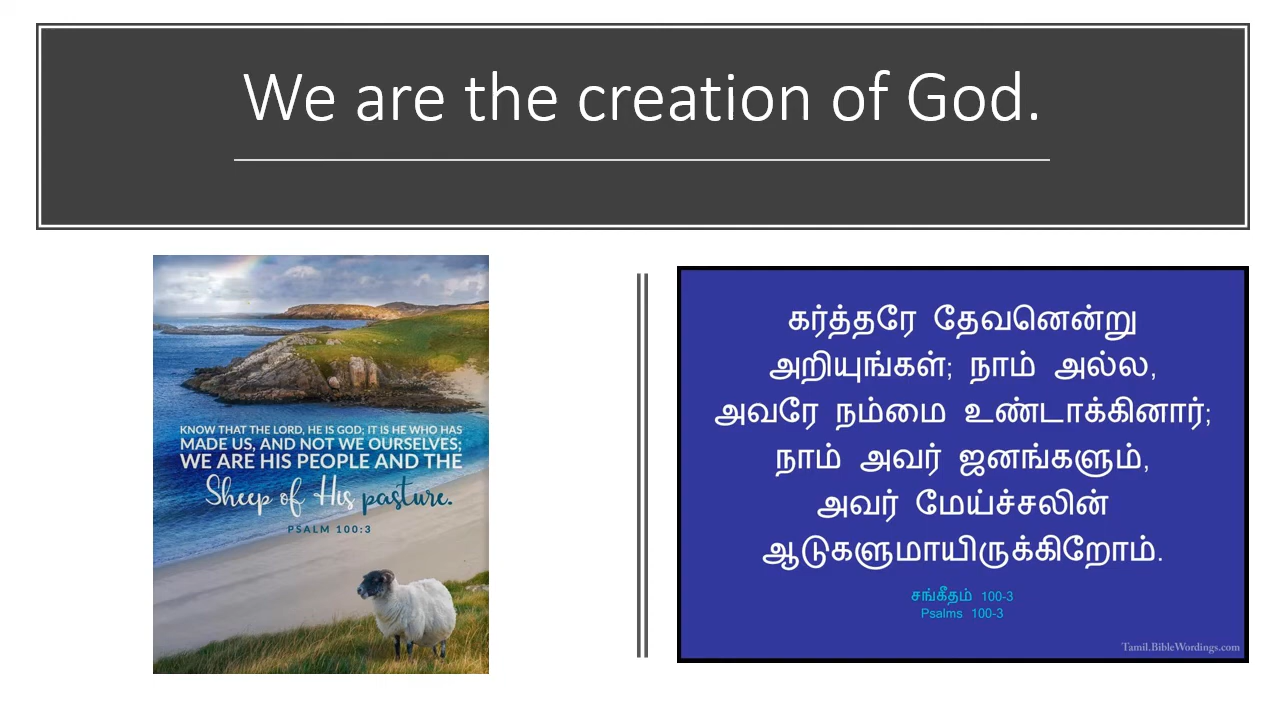 We are the creation of God.
KNOW THAT THE LORD, HE IS GOD; IT IS HE WHO HAS
MADE US, AND NOT WE OURSELVES;
WE ARE HIS PEOPLE AND THE
Sheep of His pasture.
PSALM 100:3
கர்த்தரே தேவனென்று
அறியுங்கள்; நாம் அல்ல,
அவரே நம்மை உண்டாக்கினார்;
நாம் அவர் ஜனங்களும்,
அவர் மேய்ச்சலின்
ஆடுகளுமாயிருக்கிறோம்.
சங்கீதம் 100-3
Psalms 100-3
Tamil.BibleWordings.com